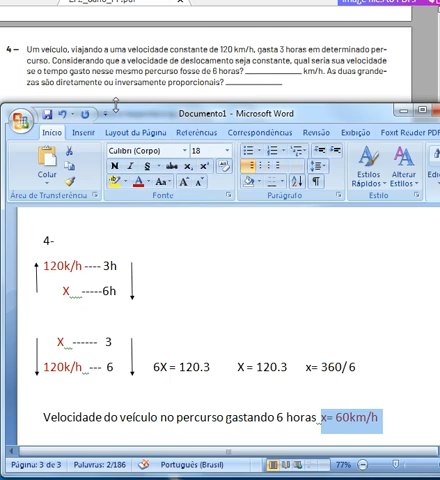 4 — Um veículo, viajando a uma velocidade constante de 120 km/h, gasta 3 horas em determinado per-
curso. Considerando que a velocidade de deslocamento seja constante, qual seria sua velocidade
se o tempo gasto nesse mesmo percurso fosse de 6 horas? ____________ km/h. As duas grande-
zas são diretamente ou inversamente proporcionais? ____________
Documento1 - Microsoft Word
Início Inserir Layout da Página Referências Correspondências Revisão Exibição Foxit Reader PDF
Calibri (Corpo) 18
Colar
N I S abc x, x'
Estilos Rápidos Alterar Estilos
Área de Transferência Fonte Parágrafo Estilo
4-
120k/h ---- 3h
X -----6h
X ------ 3
120k/h --- 6 6X = 120.3 X = 120.3 x= 360/6
Velocidade do veículo no percurso gastando 6 horas x= 60km/h
Página: 3 de 3 Palavras: 2/186 Português (Brasil) 77%